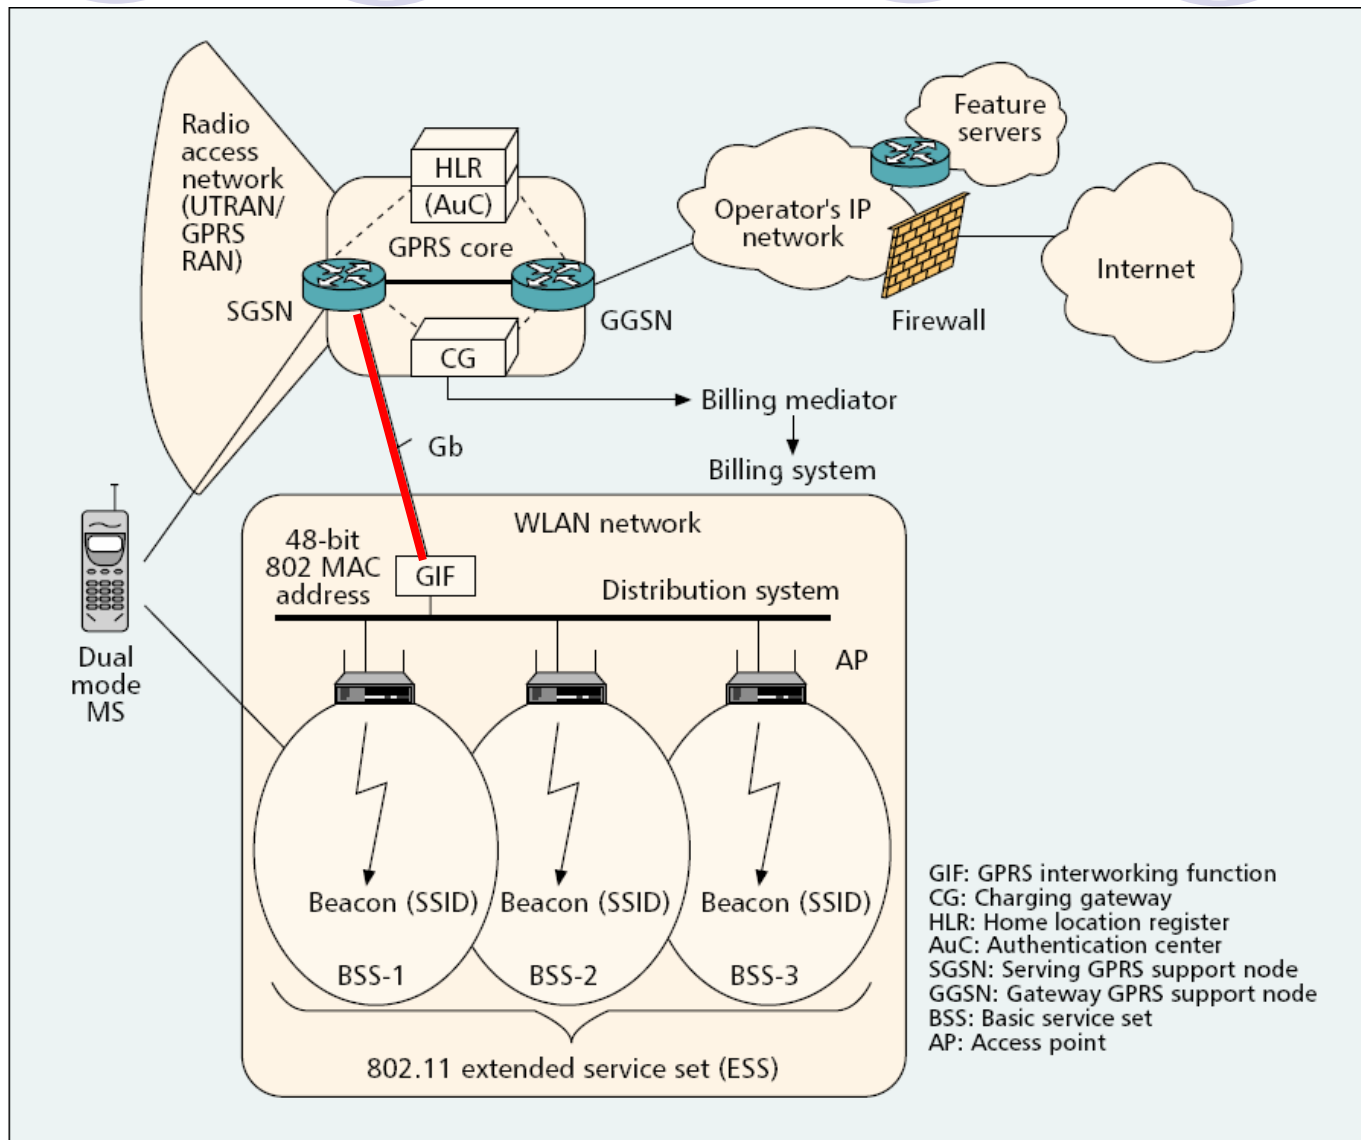 Radio
access
network
(UTRAN/
GPRS
RAN)
HLR
(AuC)
GPRS core
SGSN
GGSN
CG
Feature
servers
Operator's IP
network
Internet
Firewall
Billing mediator
Billing system
Gb
WLAN network
48-bit
802 MAC
address
GIF
Distribution system
AP
Dual
mode
MS
Beacon (SSID)
Beacon (SSID)
Beacon (SSID)
BSS-1
BSS-2
BSS-3
802.11 extended service set (ESS)
GIF: GPRS interworking function
CG: Charging gateway
HLR: Home location register
AuC: Authentication center
SGSN: Serving GPRS support node
GGSN: Gateway GPRS support node
BSS: Basic service set
AP: Access point